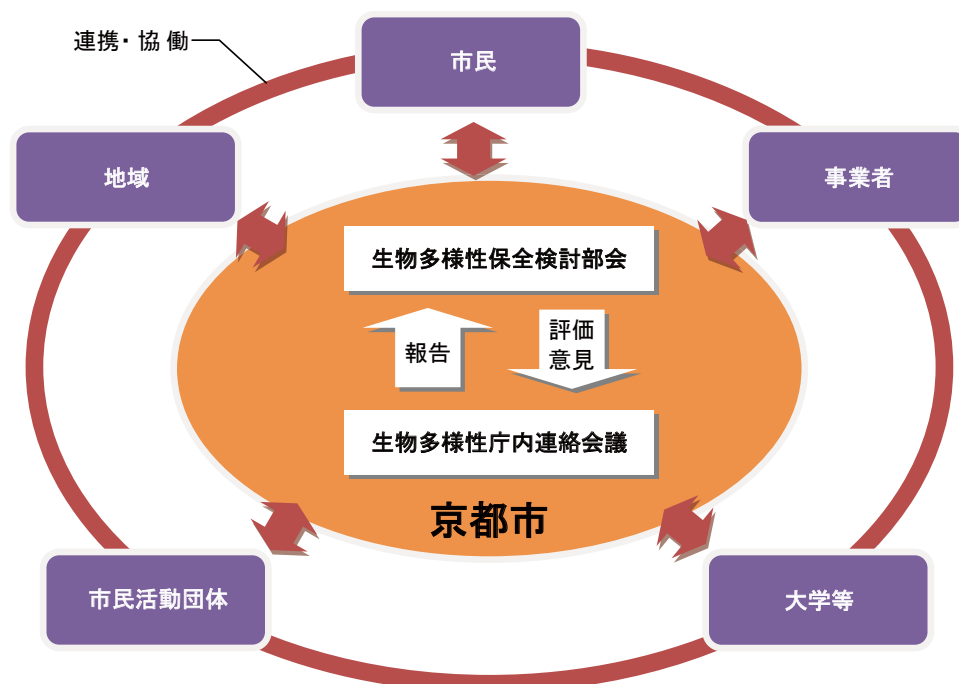 連携・協働
市民
地域
事業者
生物多様性保全検討部会
報告
評価
意見
生物多様性庁内連絡会議
京都市
市民活動団体
大学等